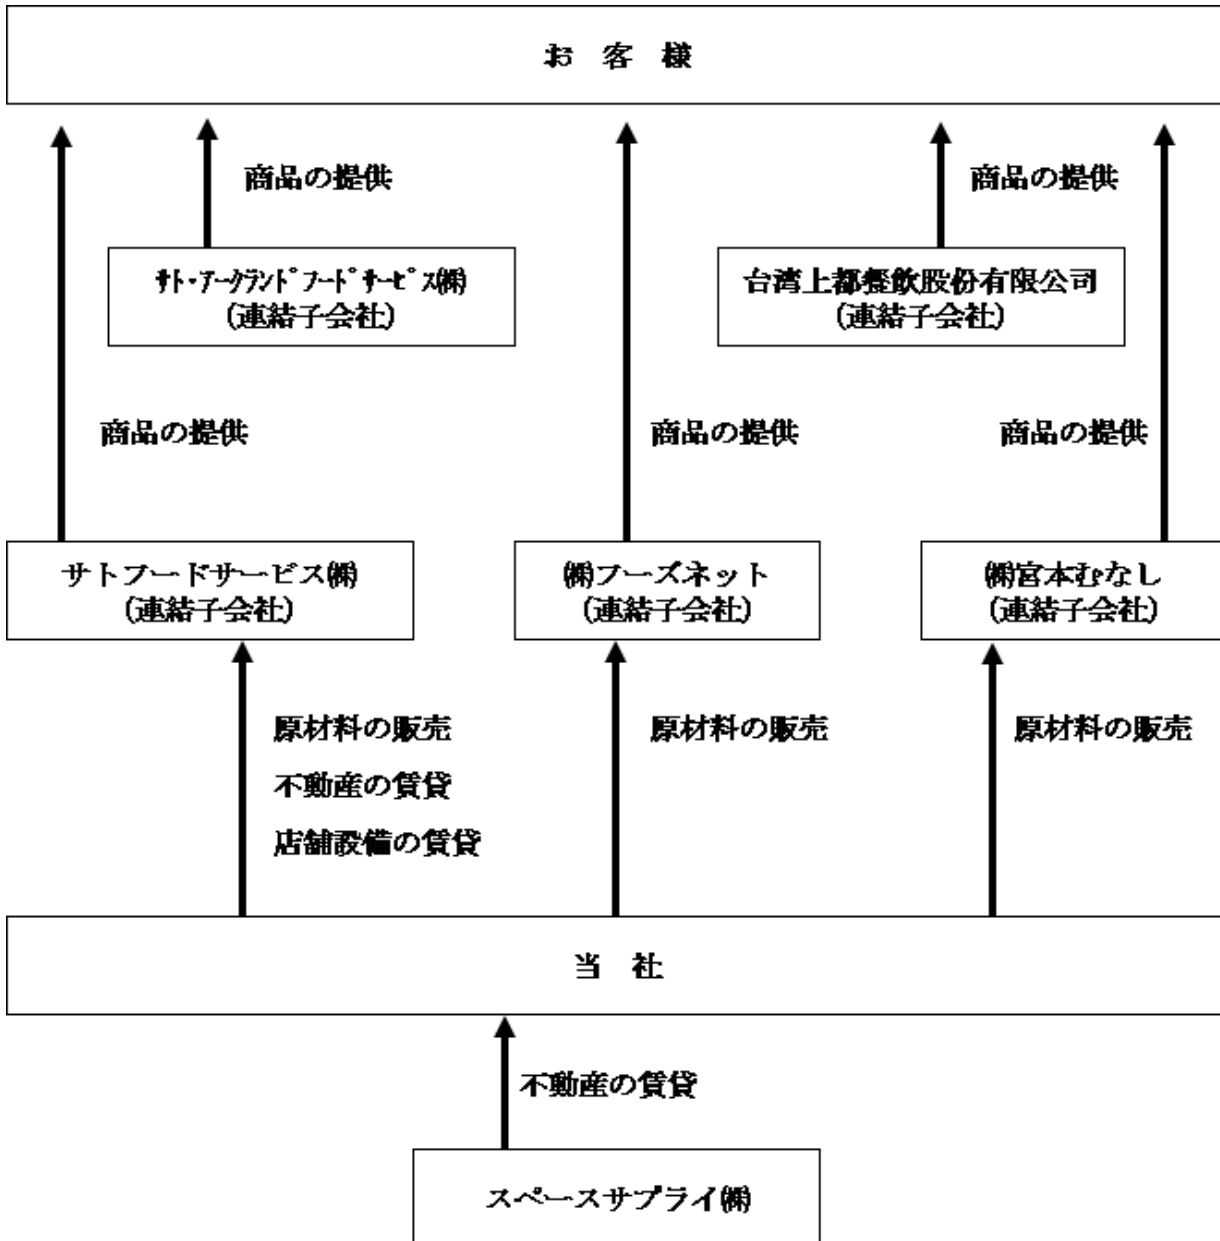 お 客 様
商品の提供
商品の提供
ｻﾄ･ｱｰｸﾗﾝﾄﾞﾌｰﾄﾞｻｰﾋﾞｽ㈱
（連結子会社）
台湾上都餐飲股份有限公司
（連結子会社）
商品の提供
商品の提供
商品の提供
サトフードサービス㈱
（連結子会社）
㈱フーズネット
（連結子会社）
㈱宮本むなし
（連結子会社）
原材料の販売
不動産の賃貸
店舗設備の賃貸
原材料の販売
原材料の販売
当 社
不動産の賃貸
スペースサプライ㈱